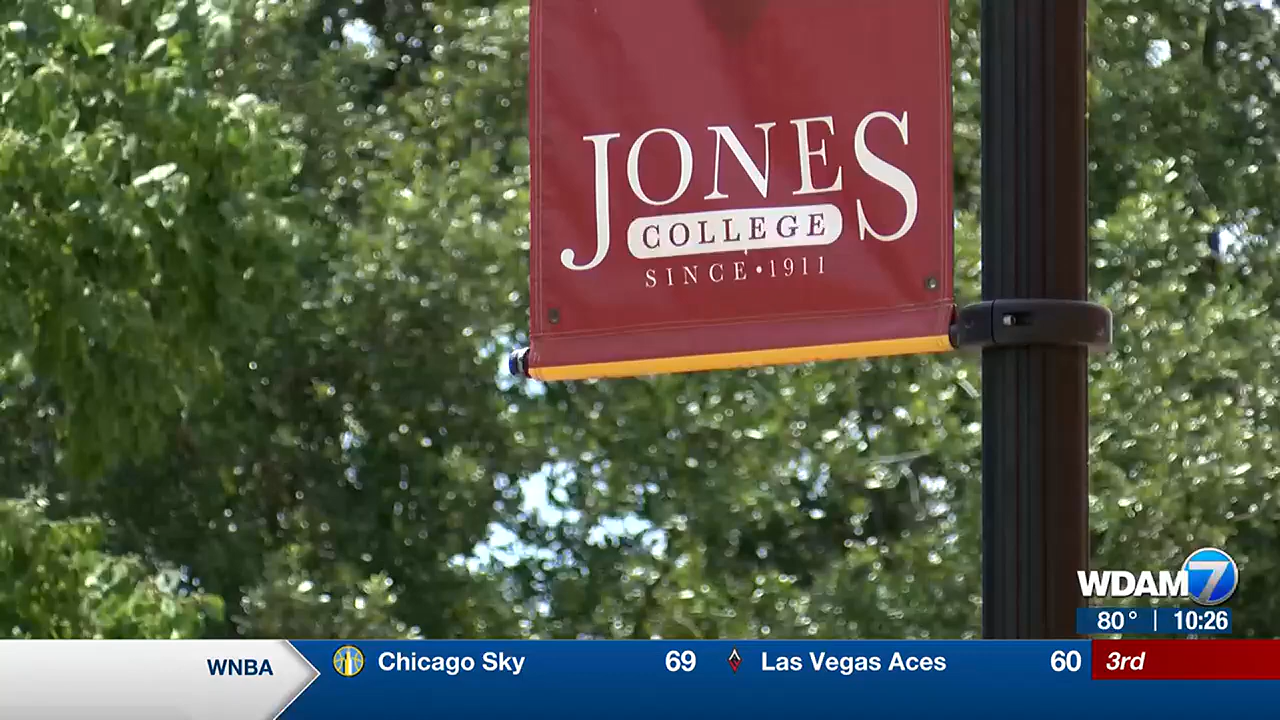 JONES
COLLEGE
SINCE•1911
WDAM 7
80° | 10:26
WNBA Chicago Sky 69 Las Vegas Aces 60 3rd